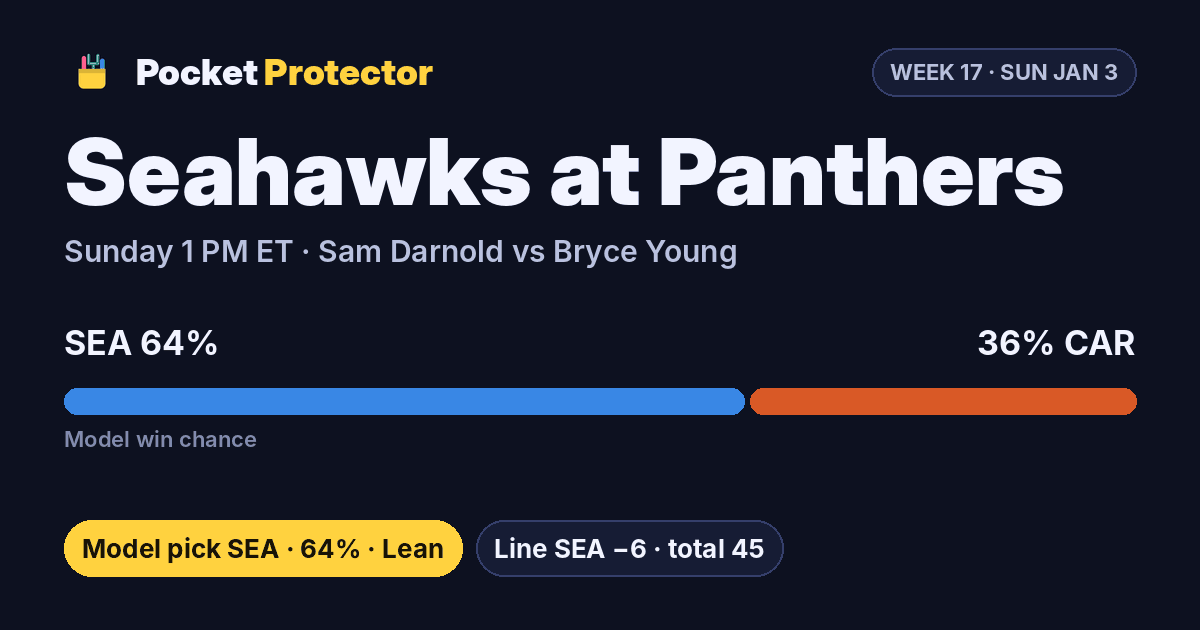 Pocket Protector
WEEK 17 · SUN JAN 3
Seahawks at Panthers
Sunday 1 PM ET · Sam Darnold vs Bryce Young
SEA 64%
36% CAR
Model win chance
Model pick SEA · 64% · Lean
Line SEA −6 · total 45